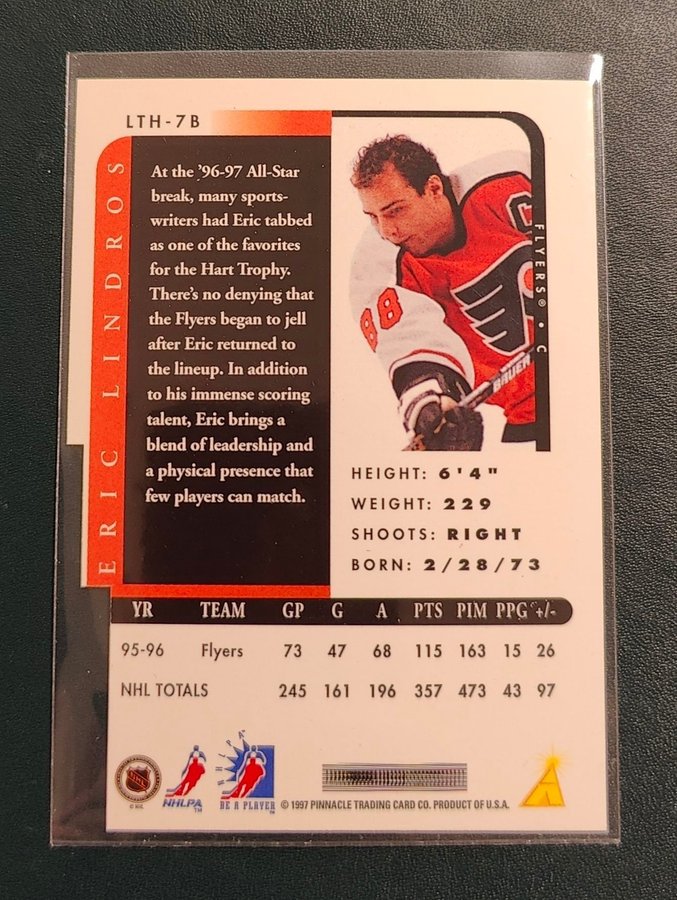 LTH-7B
ERIC LINDROS
At the '96-97 All-Star
break, many sports-
writers had Eric tabbed
as one of the favorites
for the Hart Trophy.
There's no denying that
the Flyers began to jell
after Eric returned to
the lineup. In addition
to his immense scoring
talent, Eric brings a
blend of leadership and
a physical presence that
few players can match.
FLYERS® • C
88
BAUER
HEIGHT: 6'4"
WEIGHT: 229
SHOOTS: RIGHT
BORN: 2/28/73
YR TEAM GP G A PTS PIM PPG +/-
95-96 Flyers 73 47 68 115 163 15 26
NHL TOTALS 245 161 196 357 473 43 97
NHL
© NHL
NHLPA™
NHLPA
BE A PLAYER™
© 1997 PINNACLE TRADING CARD CO. PRODUCT OF U.S.A.